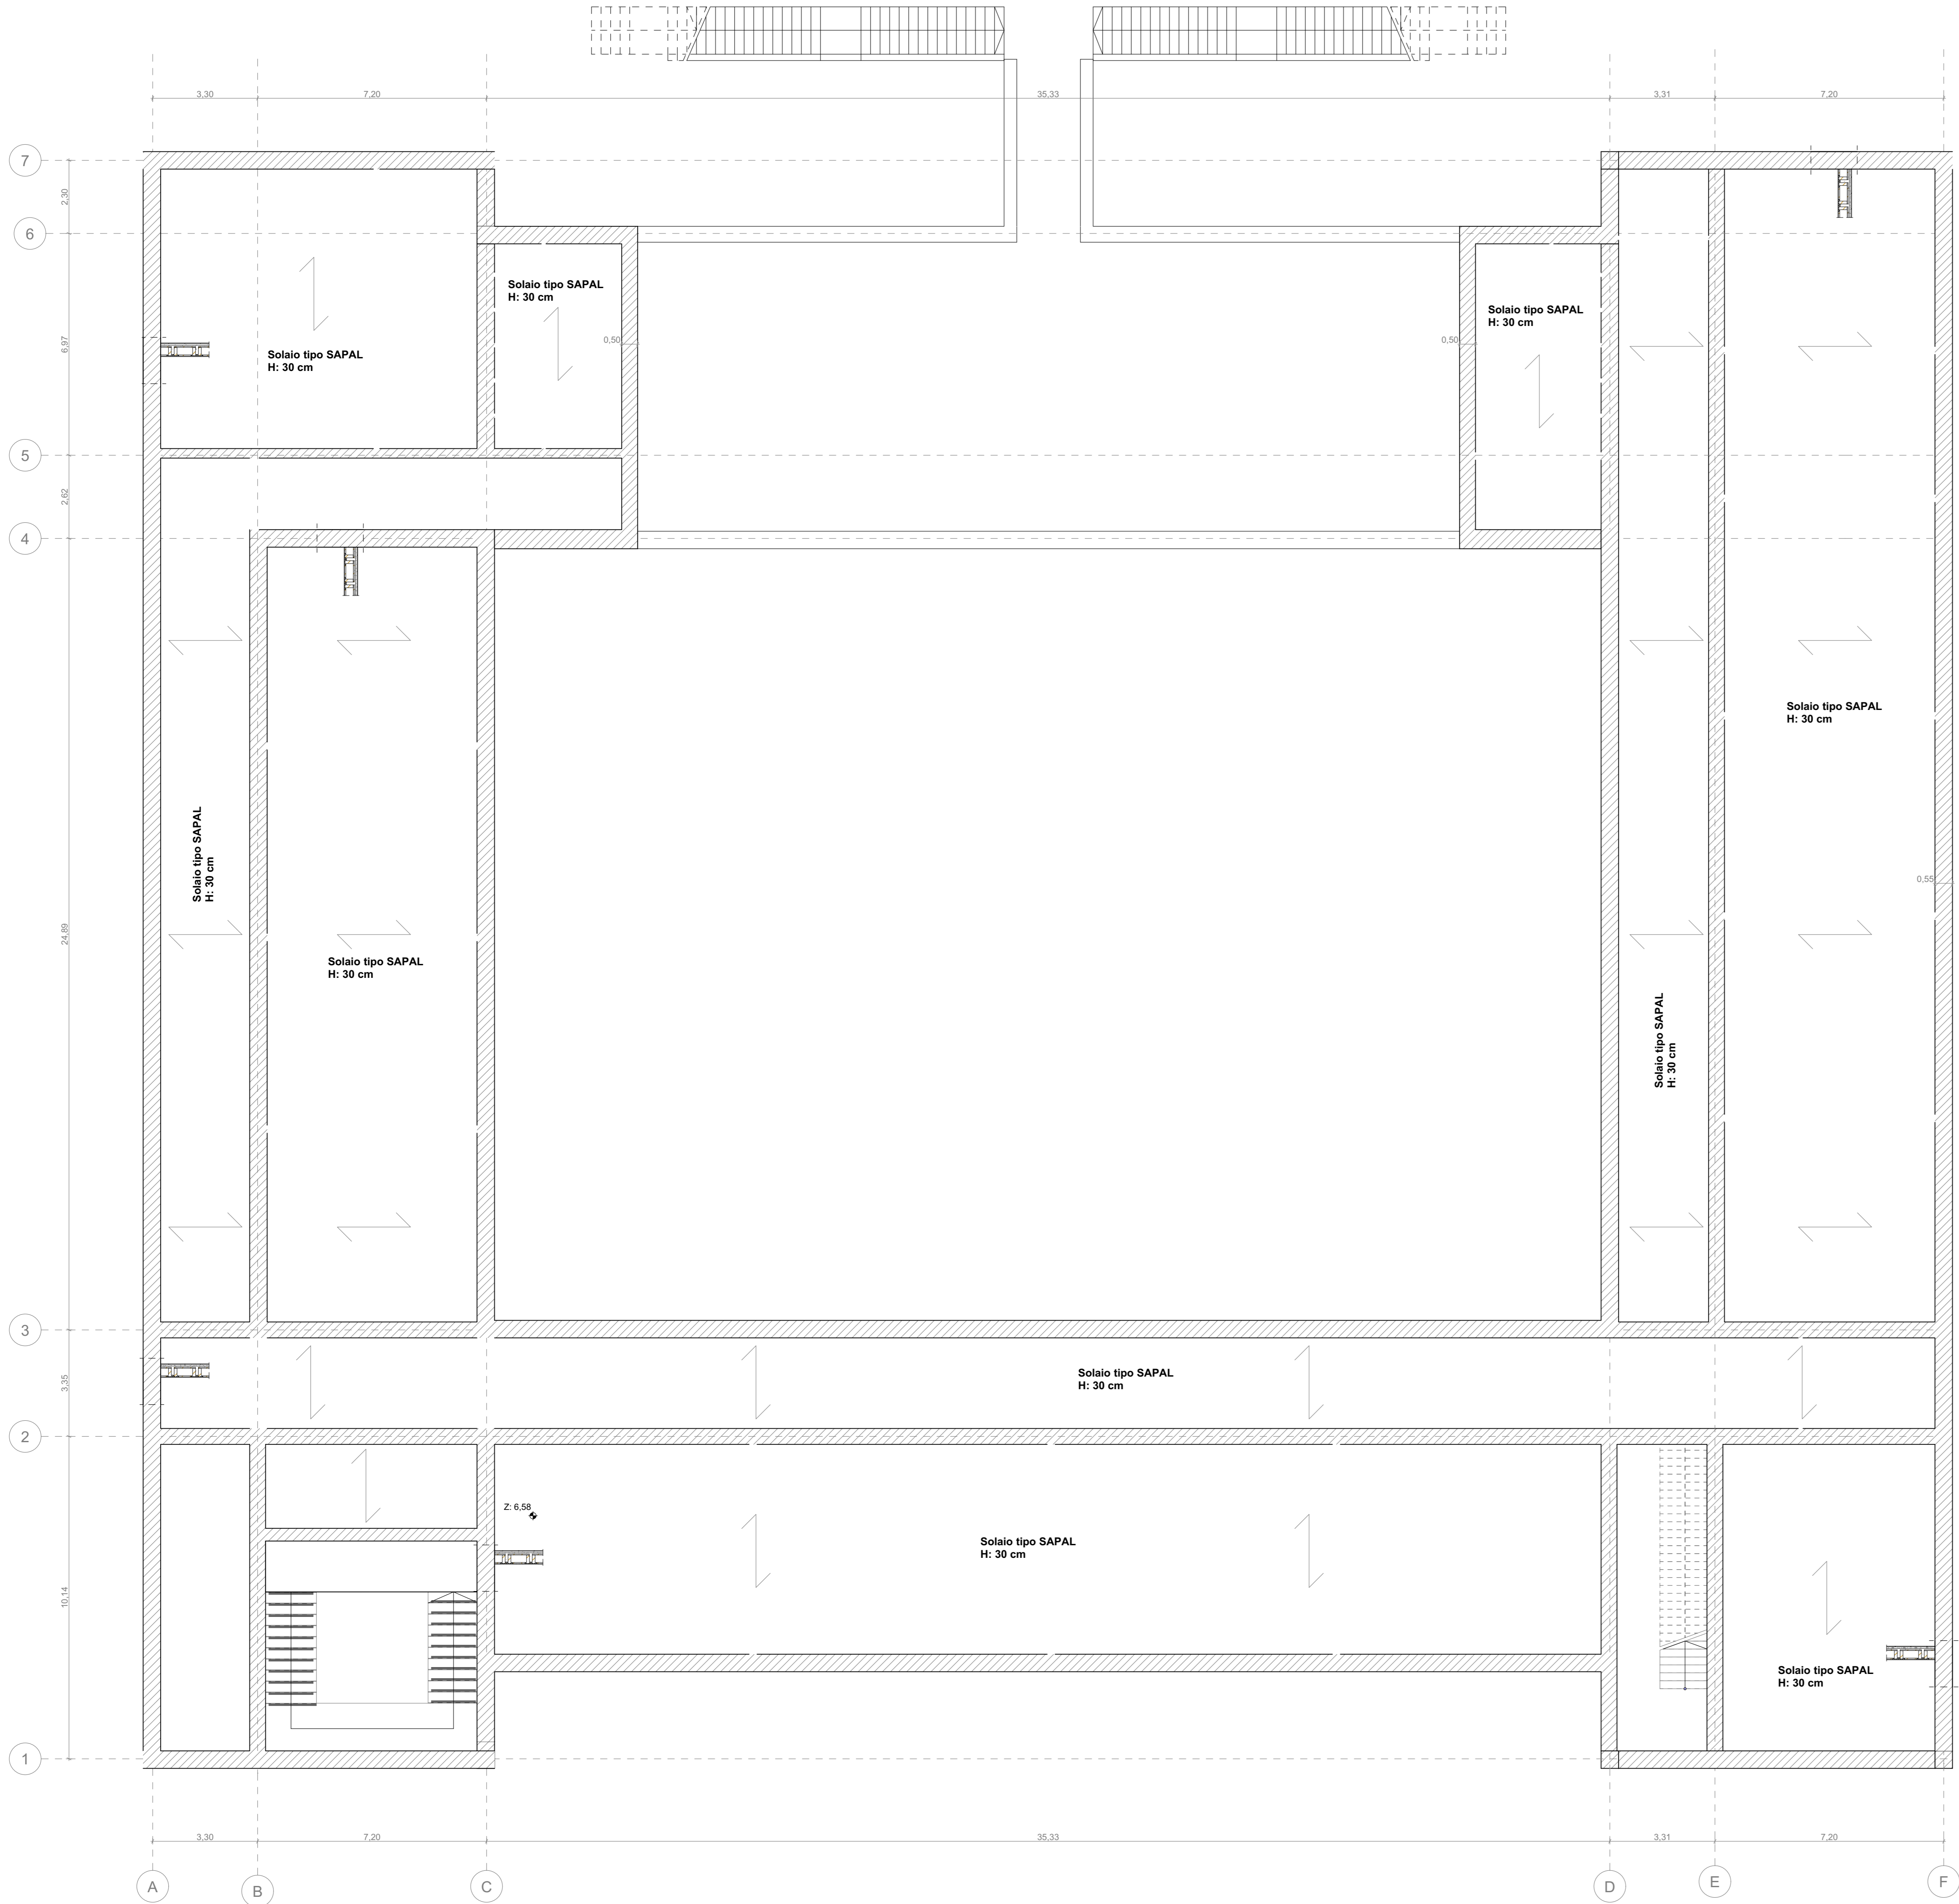 3,30
7,20
35,33
3,31
7,20
7
2,30
6
Solaio tipo SAPAL
H: 30 cm
Solaio tipo SAPAL
H: 30 cm
6,97
0,50
0,50
Solaio tipo SAPAL
H: 30 cm
5
2,62
4
Solaio tipo SAPAL
H: 30 cm
Solaio tipo SAPAL
H: 30 cm
0,55
24,89
Solaio tipo SAPAL
H: 30 cm
Solaio tipo SAPAL
H: 30 cm
3
3,35
Solaio tipo SAPAL
H: 30 cm
2
Z: 6,58
Solaio tipo SAPAL
H: 30 cm
10,14
Solaio tipo SAPAL
H: 30 cm
1
3,30
7,20
35,33
3,31
7,20
A
B
C
D
E
F